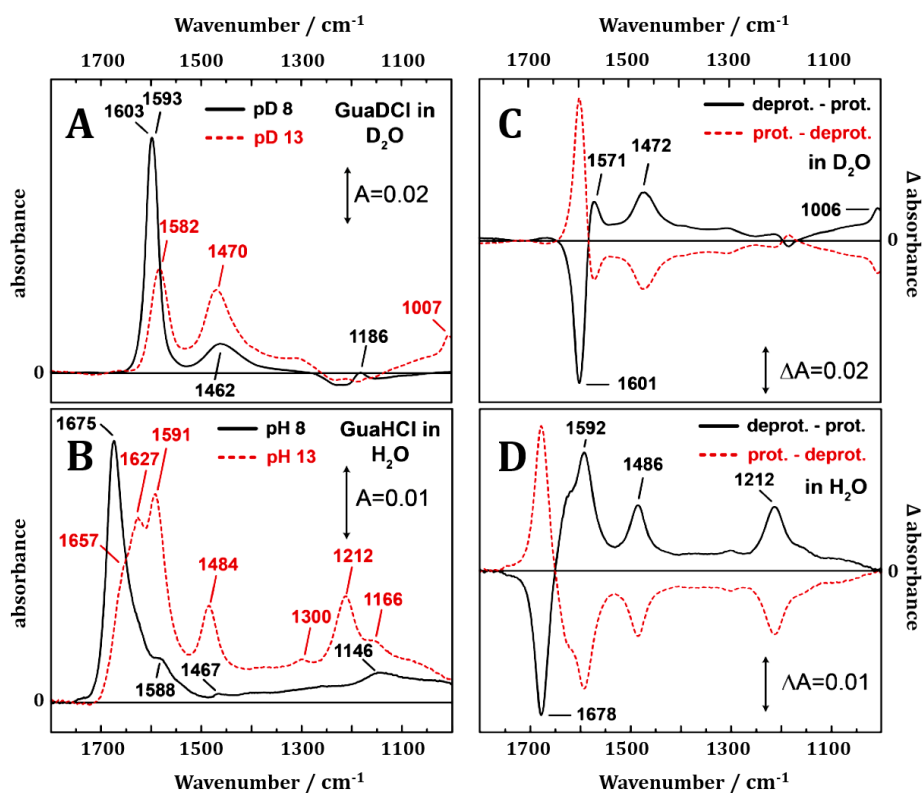 Wavenumber / cm-1
Wavenumber / cm-1
1700 1500 1300 1100
1700 1500 1300 1100
A
1593
1603
pD 8
pD 13
GuaDCl in
D2O
A=0.02
1582
1470
1007
1186
1462
absorbance
0
C
deprot. - prot.
prot. - deprot.
in D2O
1571
1472
1006
0
1601
ΔA=0.02
Δ absorbance
B
1675
1627
1591
pH 8
pH 13
GuaHCl in
H2O
A=0.01
1657
1484
1212
1300
1166
1146
1467
1588
absorbance
0
D
1592
deprot. - prot.
prot. - deprot.
in H2O
1486
1212
0
1678
ΔA=0.01
Δ absorbance
1700 1500 1300 1100
1700 1500 1300 1100
Wavenumber / cm-1
Wavenumber / cm-1